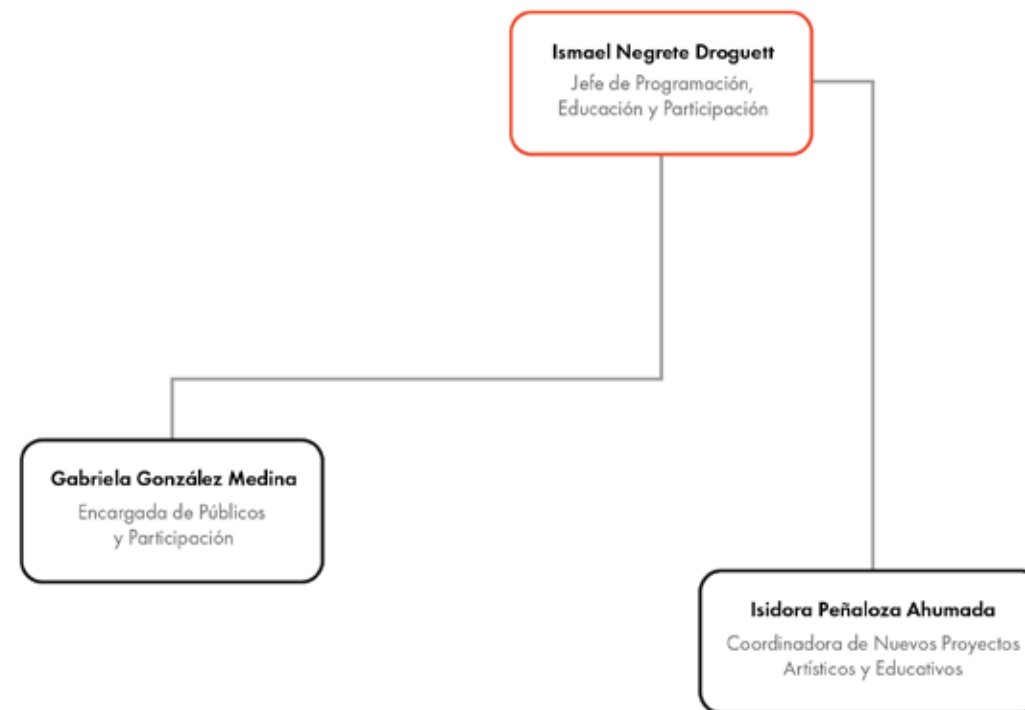 Ismael Negrete Droguett
Jefe de Programación,
Educación y Participación
Gabriela González Medina
Encargada de Públicos
y Participación
Isidora Peñaloza Ahumada
Coordinadora de Nuevos Proyectos
Artísticos y Educativos